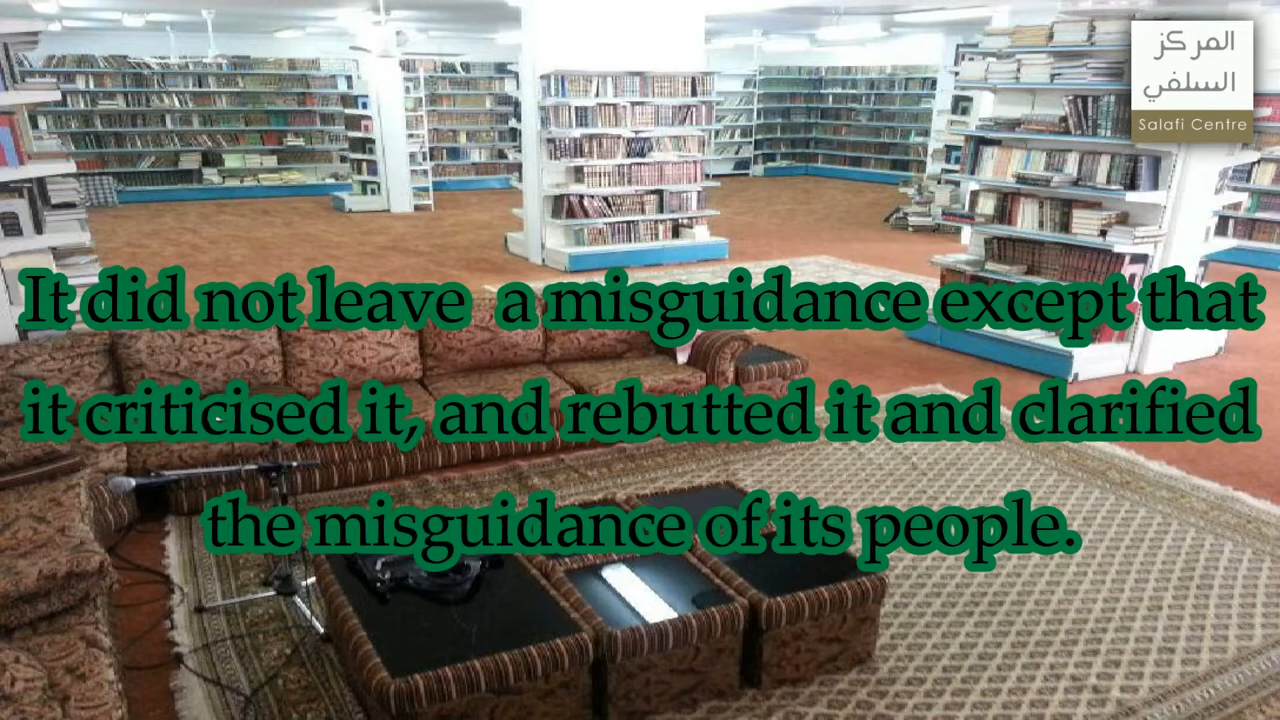 المركز
السلفي
Salafi Centre
It did not leave a misguidance except that
it criticised it, and rebutted it and clarified
the misguidance of its people.